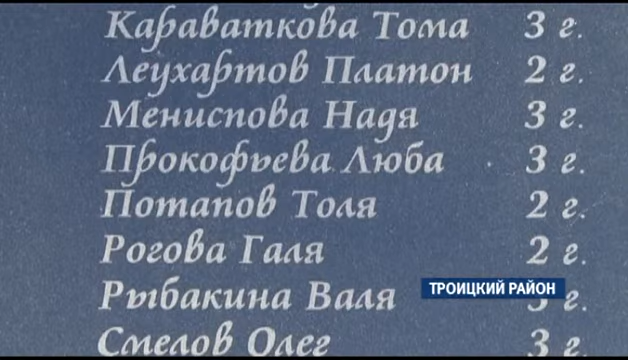 Караваткова Тома 3 г.
Леухартов Платон 2 г.
Мениспова Надя 3 г.
Прокофьева Люба 3 г.
Потапов Толя 2 г.
Рогова Галя 2 г.
Рыбакина Валя 3 г.
ТРОИЦКИЙ РАЙОН
Смелов Олег 3 г.